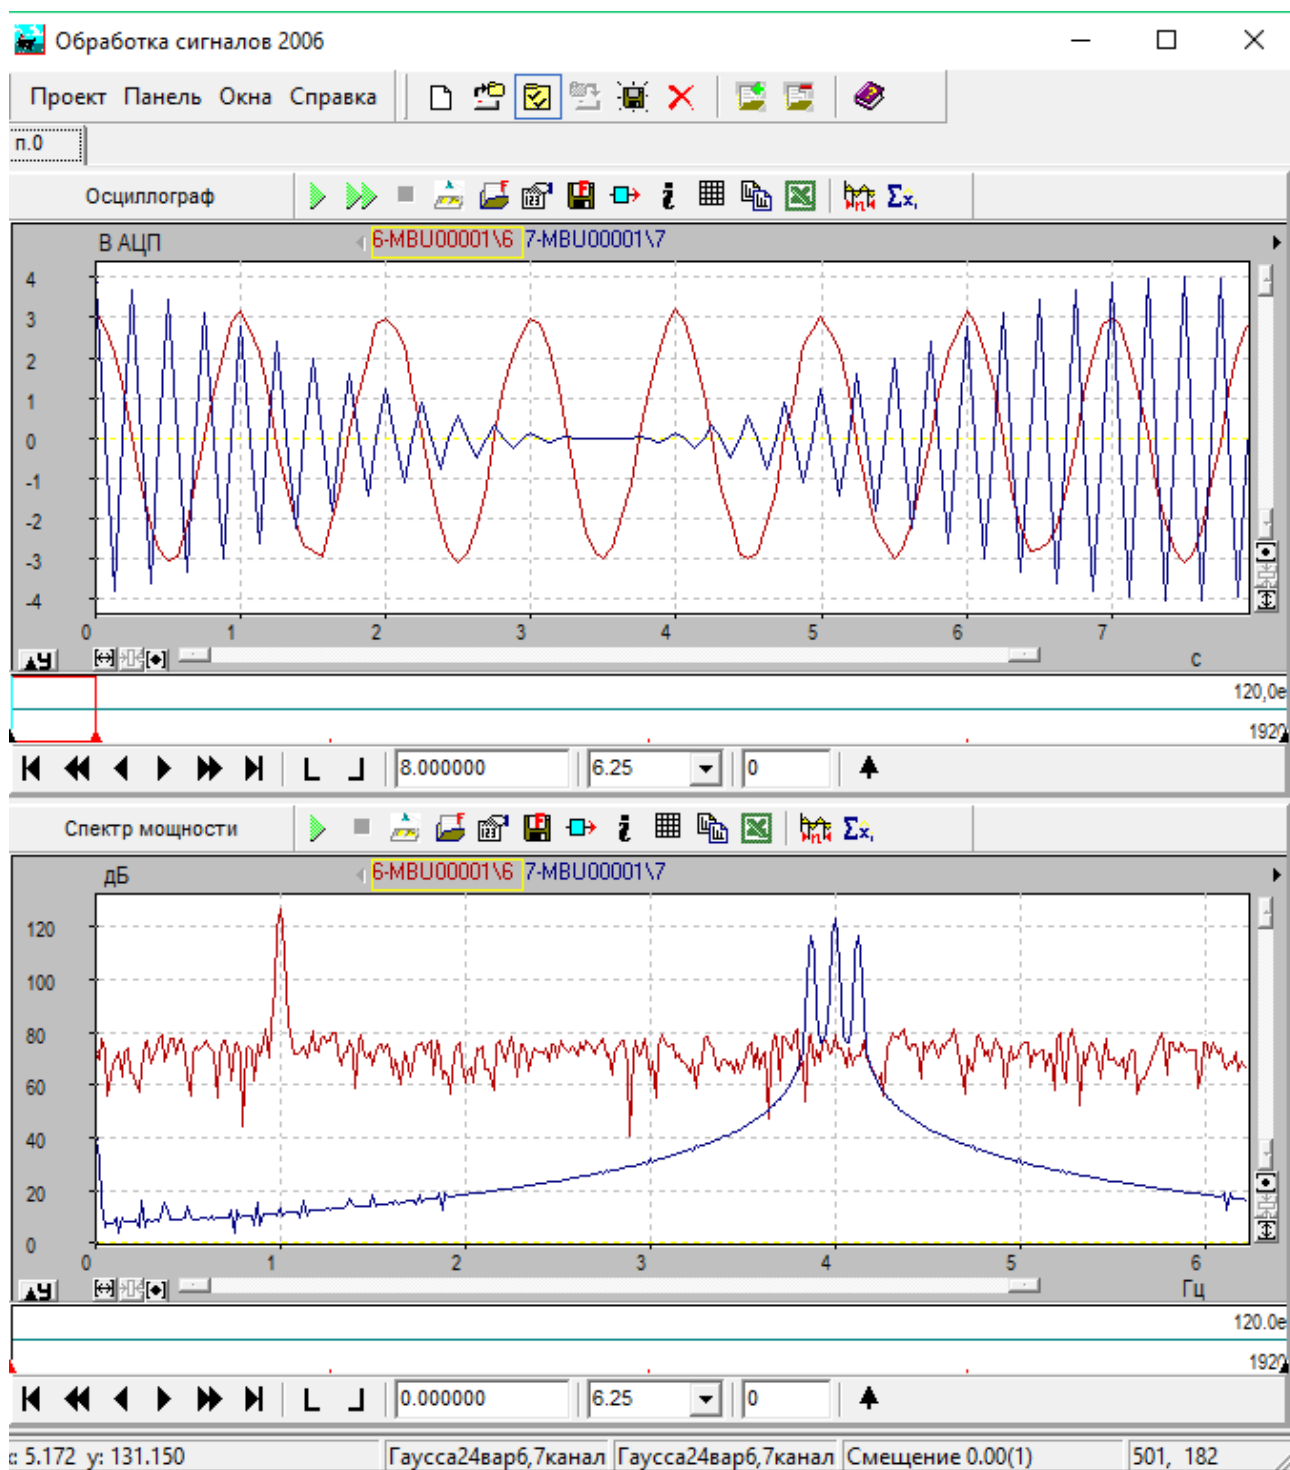 Обработка сигналов 2006
Проект Панель Окна Справка
п.0
Осциллограф
В АЦП 6-MBU00001\6 7-MBU00001\7
4
3
2
1
0
-1
-2
-3
-4
0 1 2 3 4 5 6 7
с
120,0е
1920
8.000000 6.25 0
Спектр мощности
дБ 6-MBU00001\6 7-MBU00001\7
120
100
80
60
40
20
0
0 1 2 3 4 5 6
Гц
120.0е
1920
0.000000 6.25 0
: 5.172 y: 131.150 Гаусса24вар6,7канал Гаусса24вар6,7канал Смещение 0.00(1) 501, 182